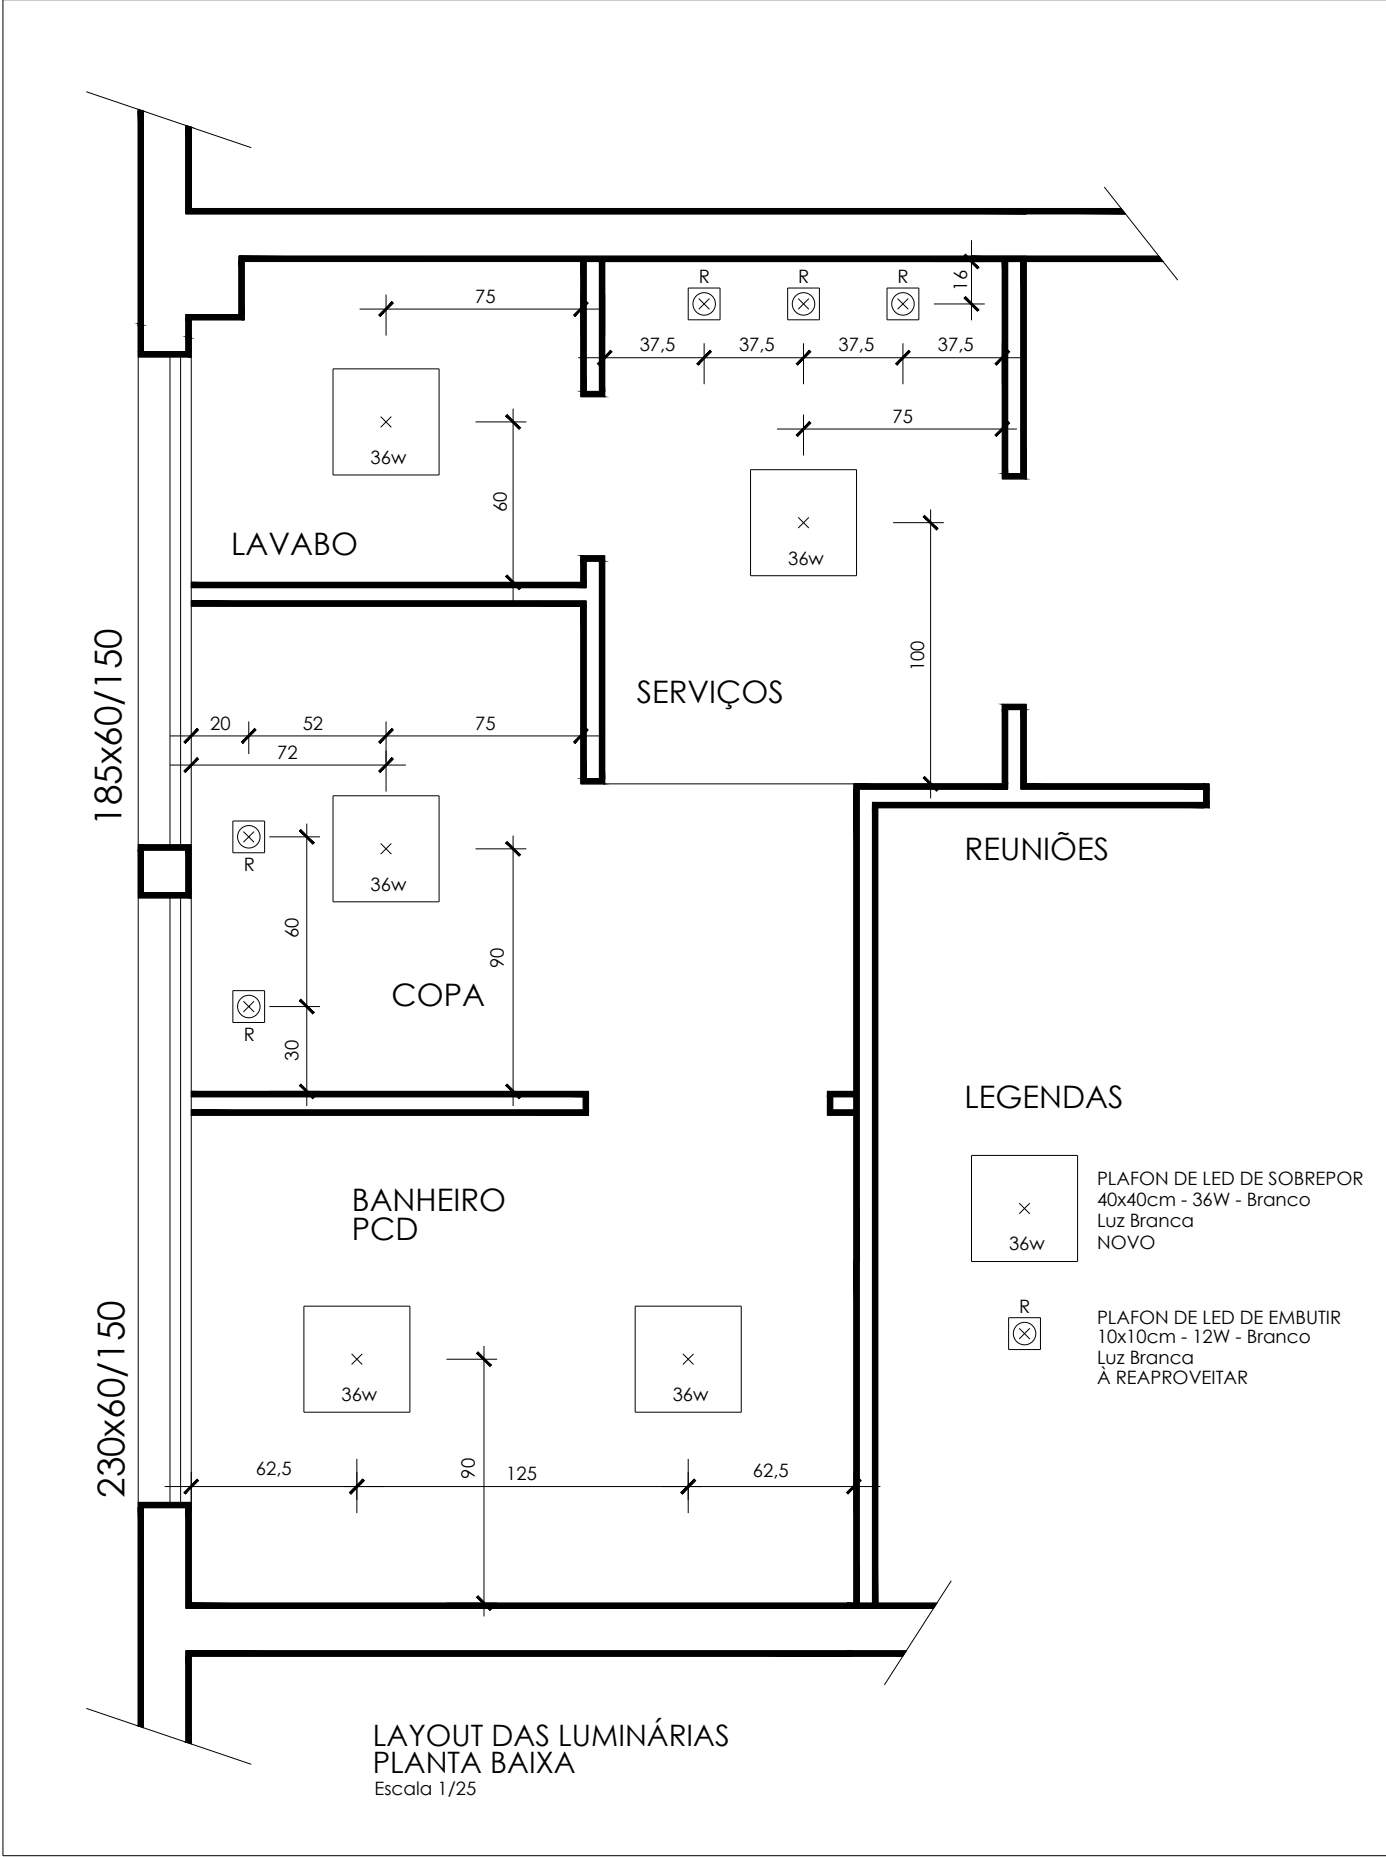 R
R
R
16
75
37,5
37,5
37,5
37,5
75
36w
60
36w
LAVABO
185x60/150
100
SERVIÇOS
20
52
75
72
R
36w
REUNIÕES
60
90
COPA
R
30
LEGENDAS
BANHEIRO
PCD
PLAFON DE LED DE SOBREPOR
40x40cm - 36W - Branco
Luz Branca
NOVO
36w
R
PLAFON DE LED DE EMBUTIR
10x10cm - 12W - Branco
Luz Branca
À REAPROVEITAR
230x60/150
36w
36w
62,5
90
125
62,5
LAYOUT DAS LUMINÁRIAS
PLANTA BAIXA
Escala 1/25